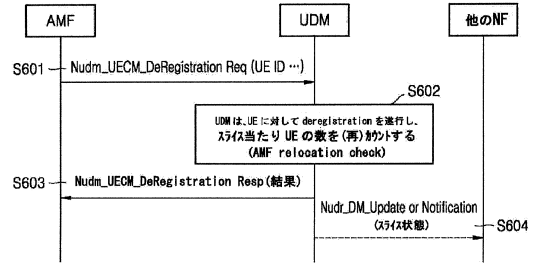 AMF
UDM
他のNF
S601
Nudm_UECM_DeRegistration Req (UE ID …)
S602
UDMは、UEに対してderegistrationを遂行し、
ｽﾗｲｽ当たりUEの数を(再)ｶｳﾝﾄする
(AMF relocation check)
S603
Nudm_UECM_DeRegistration Resp(結果)
Nudr_DM_Update or Notification
(ｽﾗｲｽ状態)
S604